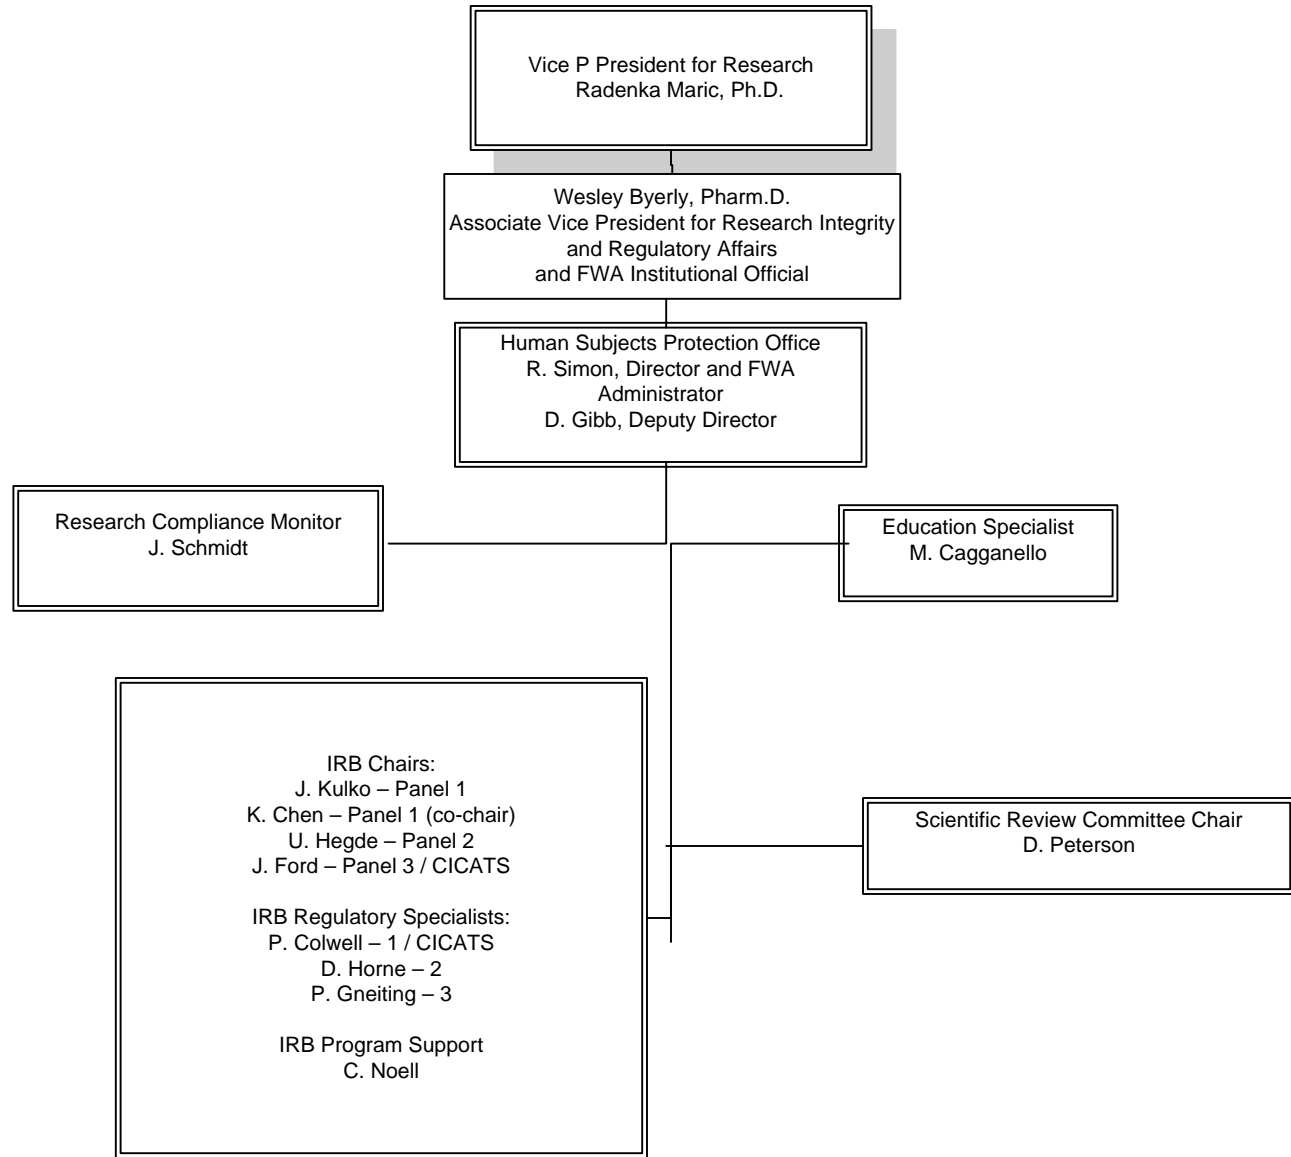 Vice P President for Research
Radenka Maric, Ph.D.
Wesley Byerly, Pharm.D.
Associate Vice President for Research Integrity
and Regulatory Affairs
and FWA Institutional Official
Human Subjects Protection Office
R. Simon, Director and FWA
Administrator
D. Gibb, Deputy Director
Research Compliance Monitor
J. Schmidt
Education Specialist
M. Cagganello
IRB Chairs:
J. Kulko – Panel 1
K. Chen – Panel 1 (co-chair)
U. Hegde – Panel 2
J. Ford – Panel 3 / CICATS
IRB Regulatory Specialists:
P. Colwell – 1 / CICATS
D. Horne – 2
P. Gneiting – 3
IRB Program Support
C. Noell
Scientific Review Committee Chair
D. Peterson